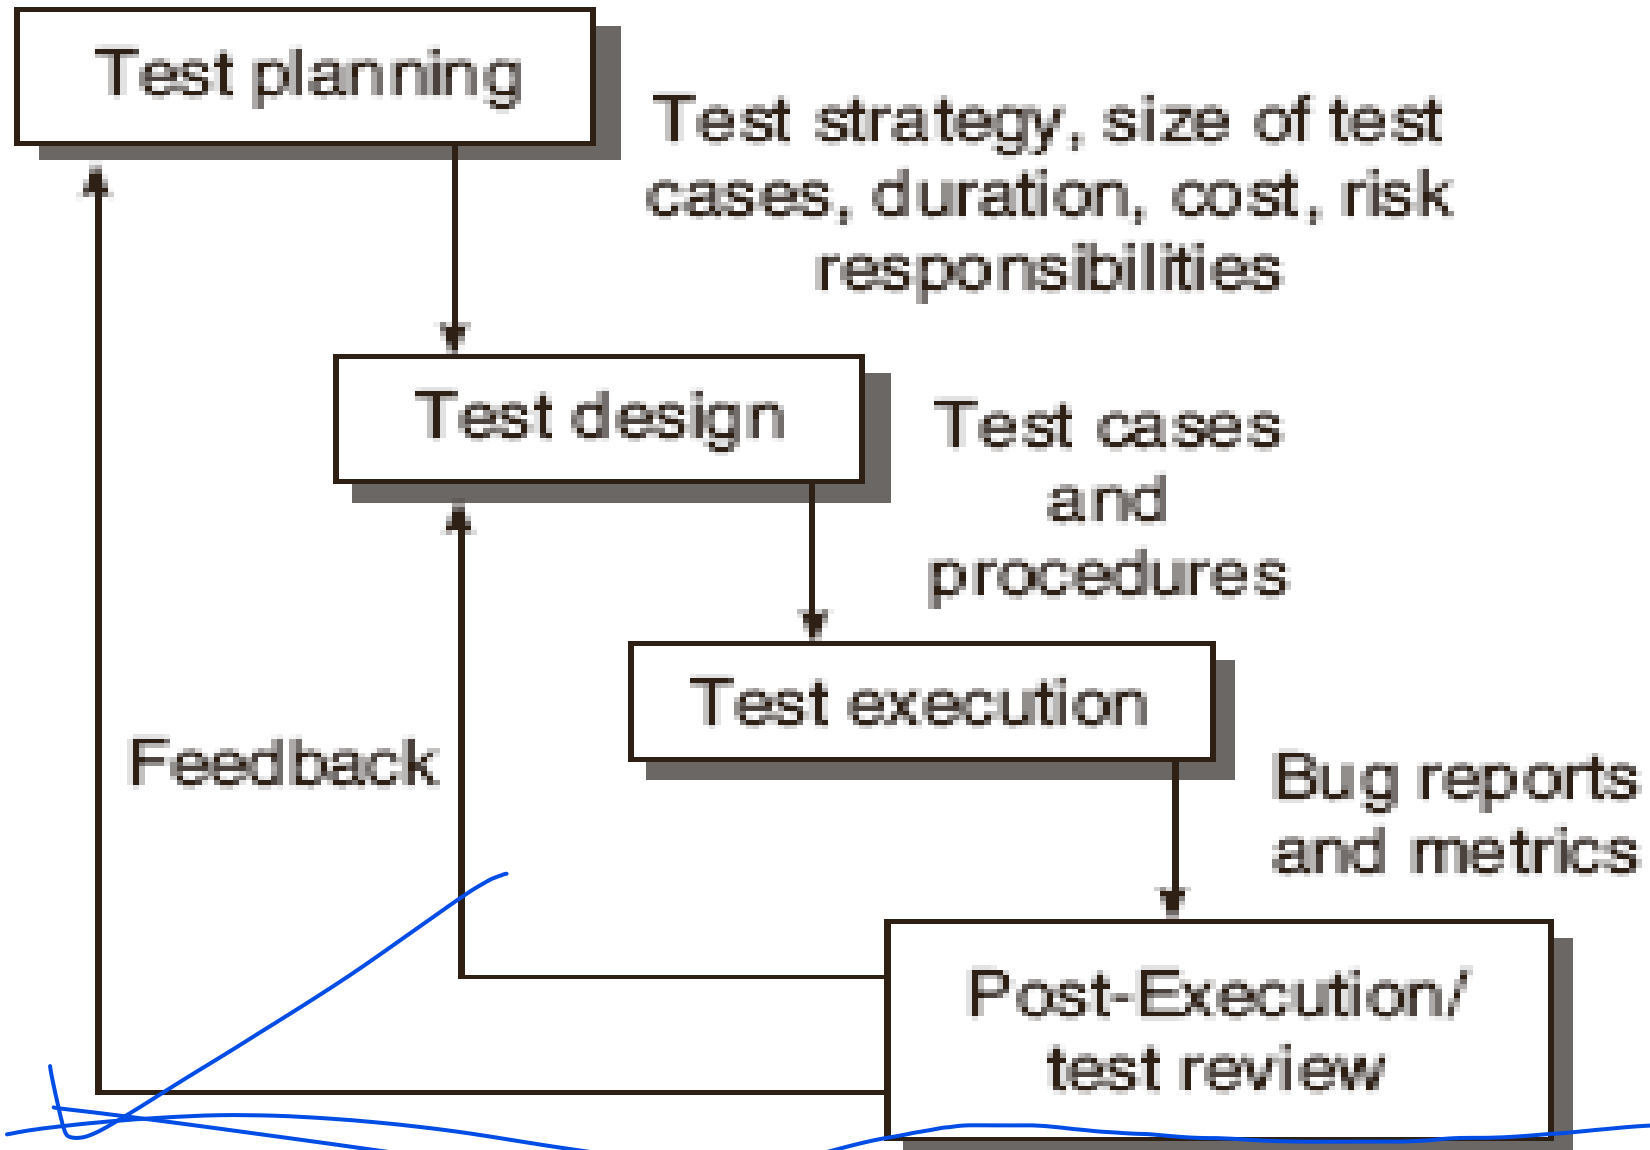 Test planning
Test strategy, size of test
cases, duration, cost, risk
responsibilities
Test design
Test cases
and
procedures
Test execution
Feedback
Bug reports
and metrics
Post-Execution/
test review